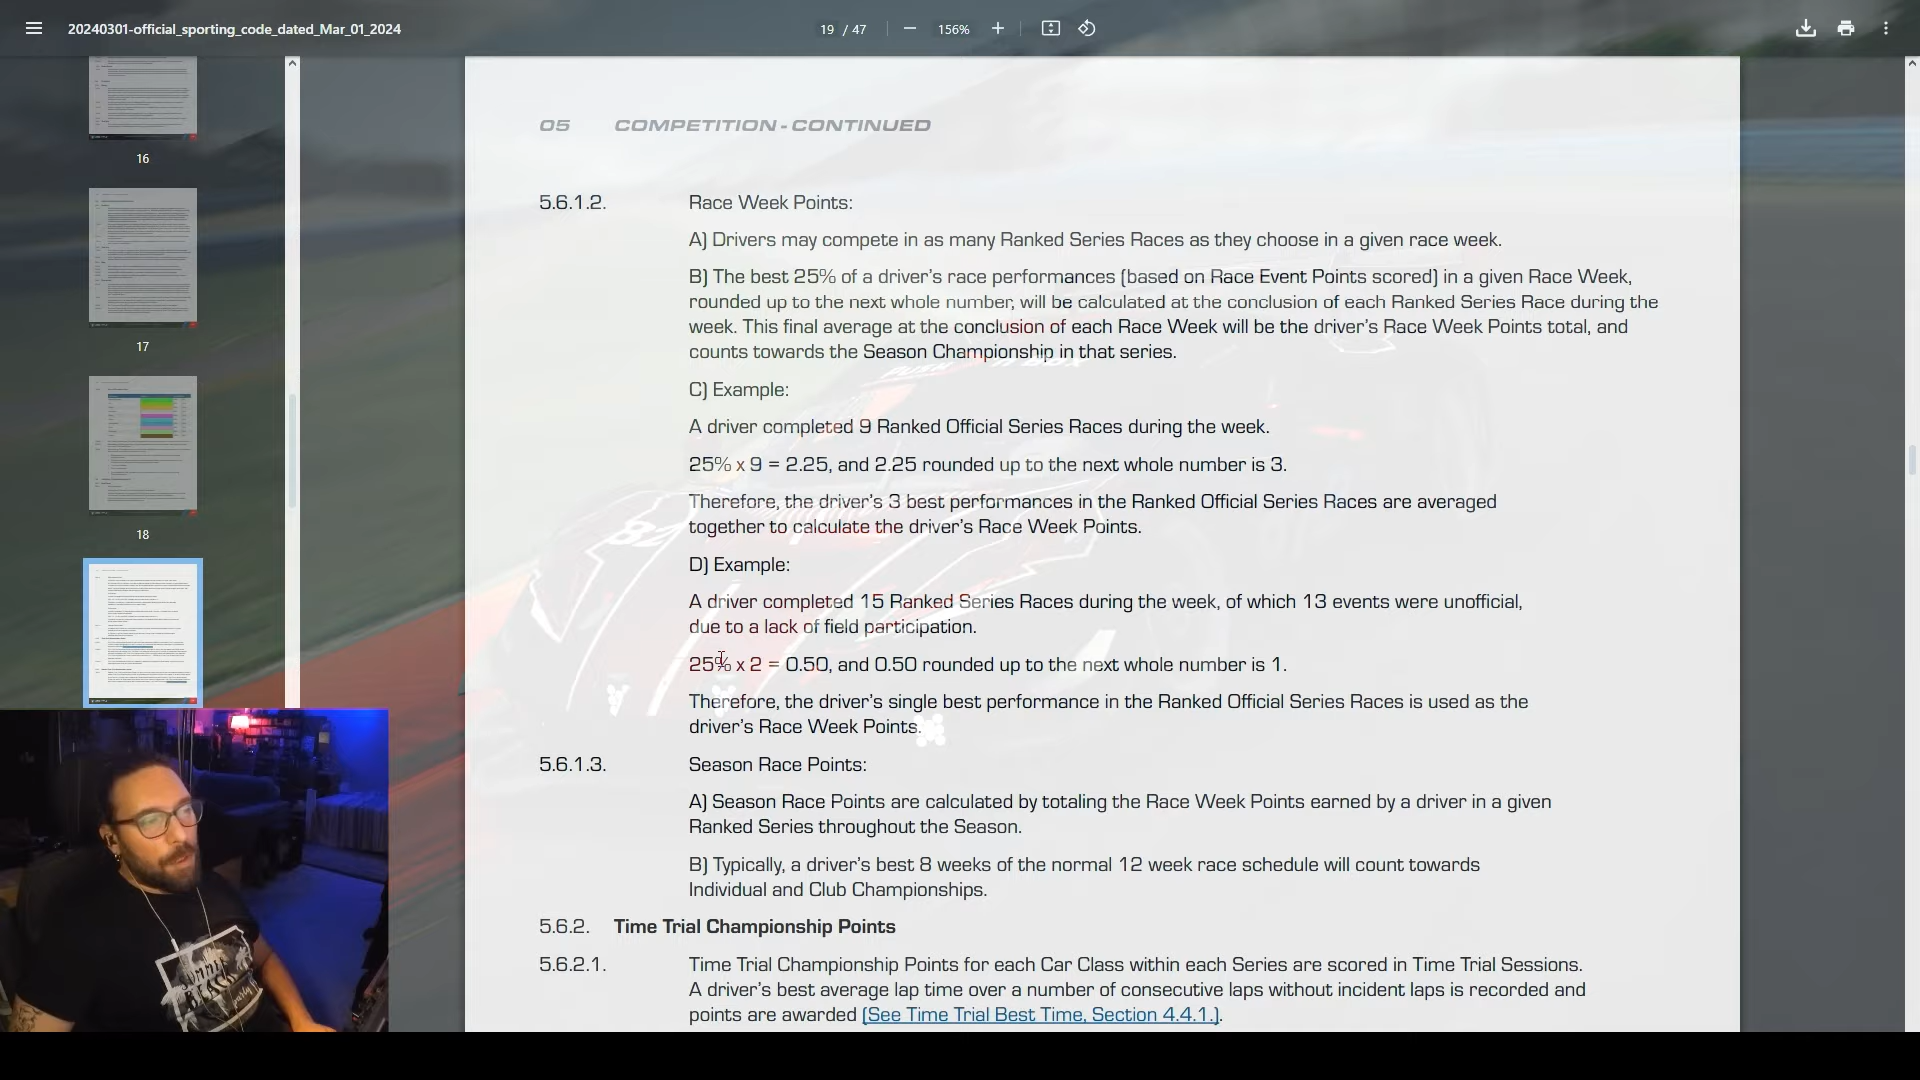 20240301-official_sporting_code_dated_Mar_01_2024
19 / 47
156%
16
17
18
05 COMPETITION - CONTINUED
5.6.1.2. Race Week Points:
A) Drivers may compete in as many Ranked Series Races as they choose in a given race week.
B) The best 25% of a driver's race performances (based on Race Event Points scored) in a given Race Week,
rounded up to the next whole number, will be calculated at the conclusion of each Ranked Series Race during the
week. This final average at the conclusion of each Race Week will be the driver's Race Week Points total, and
counts towards the Season Championship in that series.
C) Example:
A driver completed 9 Ranked Official Series Races during the week.
25% x 9 = 2.25, and 2.25 rounded up to the next whole number is 3.
Therefore, the driver's 3 best performances in the Ranked Official Series Races are averaged
together to calculate the driver's Race Week Points.
D) Example:
A driver completed 15 Ranked Series Races during the week, of which 13 events were unofficial,
due to a lack of field participation.
25% x 2 = 0.50, and 0.50 rounded up to the next whole number is 1.
Therefore, the driver's single best performance in the Ranked Official Series Races is used as the
driver's Race Week Points.
5.6.1.3. Season Race Points:
A) Season Race Points are calculated by totaling the Race Week Points earned by a driver in a given
Ranked Series throughout the Season.
B) Typically, a driver's best 8 weeks of the normal 12 week race schedule will count towards
Individual and Club Championships.
5.6.2. Time Trial Championship Points
5.6.2.1. Time Trial Championship Points for each Car Class within each Series are scored in Time Trial Sessions.
A driver's best average lap time over a number of consecutive laps without incident laps is recorded and
points are awarded (See Time Trial Best Time, Section 4.4.1.).